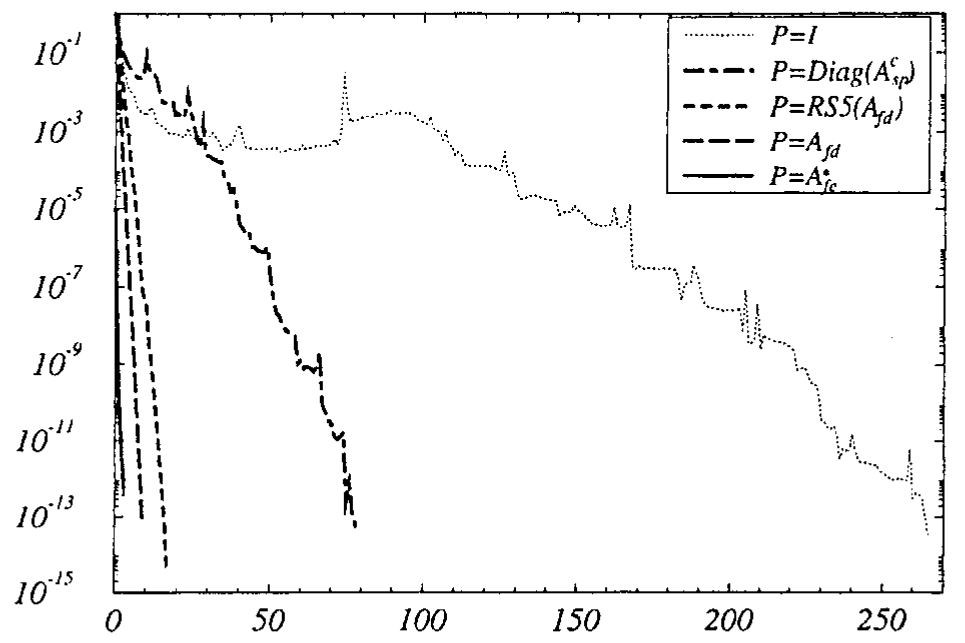 10^-1
10^-3
10^-5
10^-7
10^-9
10^-11
10^-13
10^-15
0 50 100 150 200 250
P=I
P=Diag(A^c_sp)
P=RS5(A_fd)
P=A_fd
P=A^*_fe